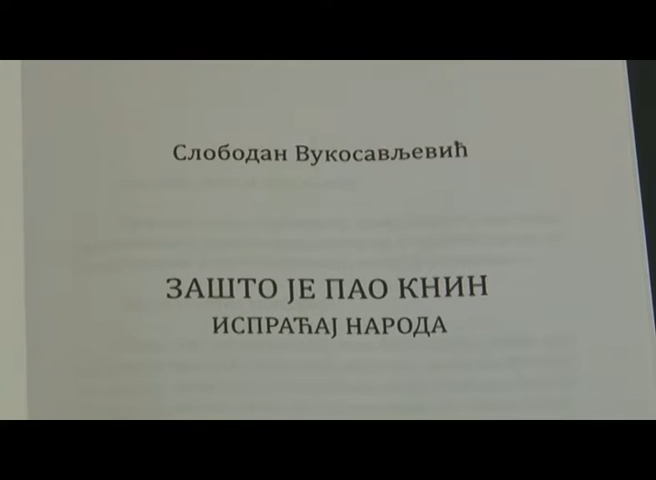 Слободан Вукосављевић
ЗАШТО ЈЕ ПАО КНИН
ИСПРАЋАЈ НАРОДА